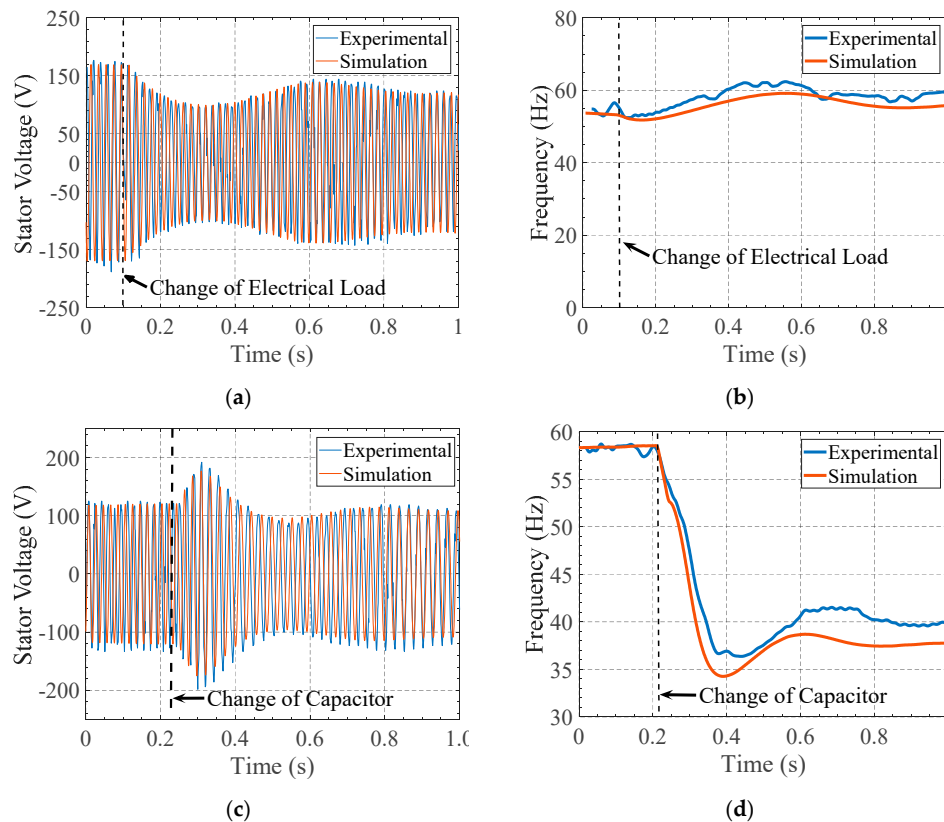 250
150
50
0
-50
-150
-250
Stator Voltage (V)
Experimental
Simulation
Change of Electrical Load
0 0.2 0.4 0.6 0.8 1
Time (s)
(a)
80
60
40
20
0
Frequency (Hz)
Experimental
Simulation
Change of Electrical Load
0 0.2 0.4 0.6 0.8
Time (s)
(b)
200
100
0
-100
-200
Stator Voltage (V)
Experimental
Simulation
Change of Capacitor
0 0.2 0.4 0.6 0.8 1.0
Time (s)
(c)
60
55
50
45
40
35
30
Frequency (Hz)
Experimental
Simulation
Change of Capacitor
0 0.2 0.4 0.6 0.8
Time (s)
(d)